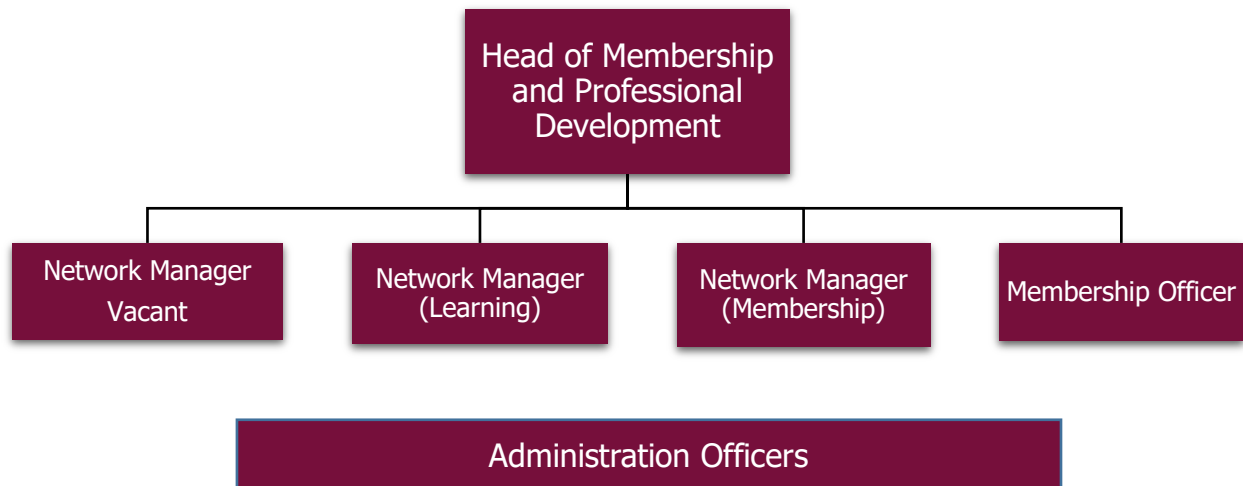 Head of Membership
and Professional
Development
Network Manager
Vacant
Network Manager
(Learning)
Network Manager
(Membership)
Membership Officer
Administration Officers